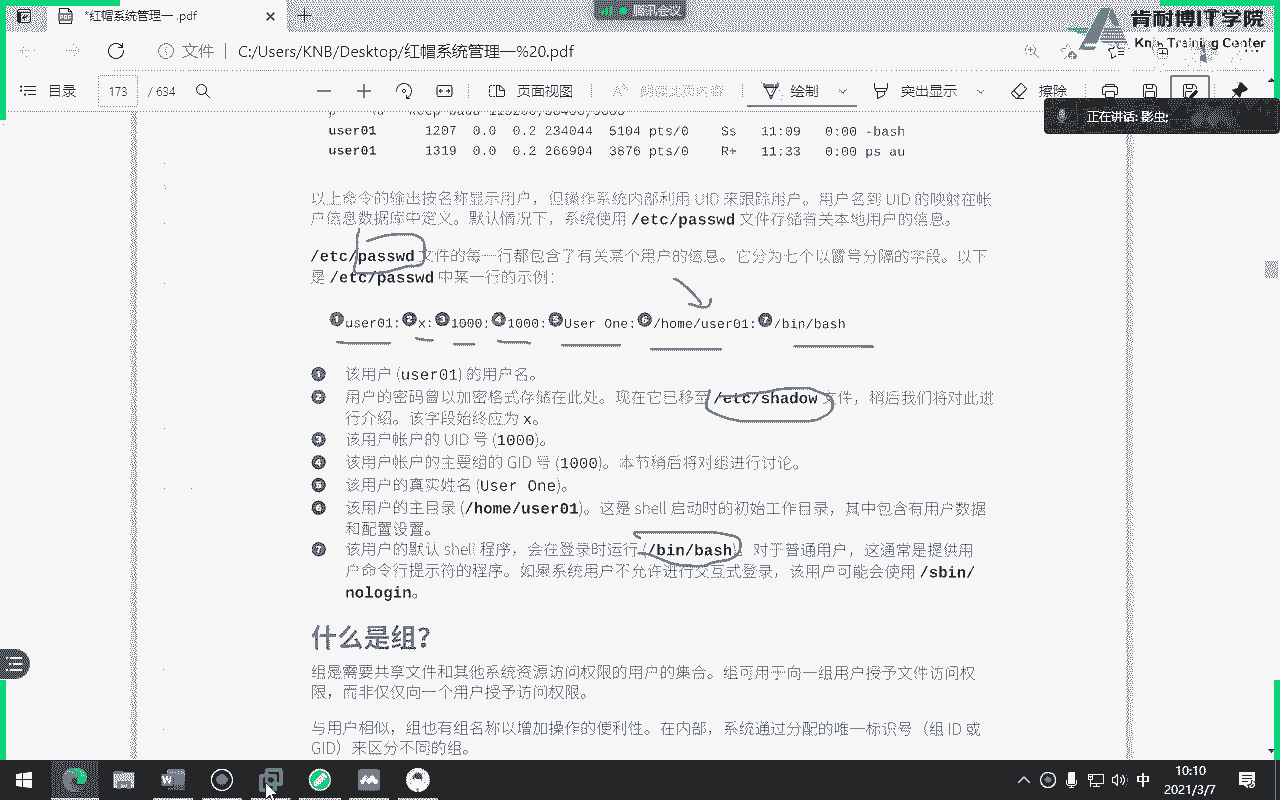 *红帽系统管理一 .pdf
腾讯会议
肯耐博IT学院
KnB Training Center
文件 C:/Users/KNB/Desktop/红帽系统管理一%20.pdf
目录 173 / 634 页面视图 阅读此页内容 绘制 突出显示 擦除
正在讲话: 影虫;
user01 1207 0.0 0.2 234044 5104 pts/0 Ss 11:09 0:00 -bash
user01 1319 0.0 0.2 266904 3876 pts/0 R+ 11:33 0:00 ps au
以上命令的输出按名称显示用户，但操作系统内部利用 UID 来跟踪用户。用户名到 UID 的映射在帐
户信息数据库中定义。默认情况下，系统使用 /etc/passwd 文件存储有关本地用户的信息。
/etc/passwd 文件的每一行都包含了有关某个用户的信息。它分为七个以冒号分隔的字段。以下
是 /etc/passwd 中某一行的示例：
❶user01:❷x:❸1000:❹1000:❺User One:❻/home/user01:❼/bin/bash
❶ 该用户 (user01) 的用户名。
❷ 用户的密码曾以加密格式存储在此处。现在它已移至 /etc/shadow 文件，稍后我们将对此进
行介绍。该字段始终应为 x。
❸ 该用户帐户的 UID 号 (1000)。
❹ 该用户帐户的主要组的 GID 号 (1000)。本节稍后将对组进行讨论。
❺ 该用户的真实姓名 (User One)。
❻ 该用户的主目录 (/home/user01)。这是 shell 启动时的初始工作目录，其中包含有用户数据
和配置设置。
❼ 该用户的默认 shell 程序，会在登录时运行 (/bin/bash)。对于普通用户，这通常是提供用
户命令行提示符的程序。如果系统用户不允许进行交互式登录，该用户可能会使用 /sbin/
nologin。
什么是组？
组是需要共享文件和其他系统资源访问权限的用户的集合。组可用于向一组用户授予文件访问权
限，而非仅仅向一个用户授予访问权限。
与用户相似，组也有组名称以增加操作的便利性。在内部，系统通过分配的唯一标识号（组 ID 或
GID）来区分不同的组。
中
10:10
2021/3/7